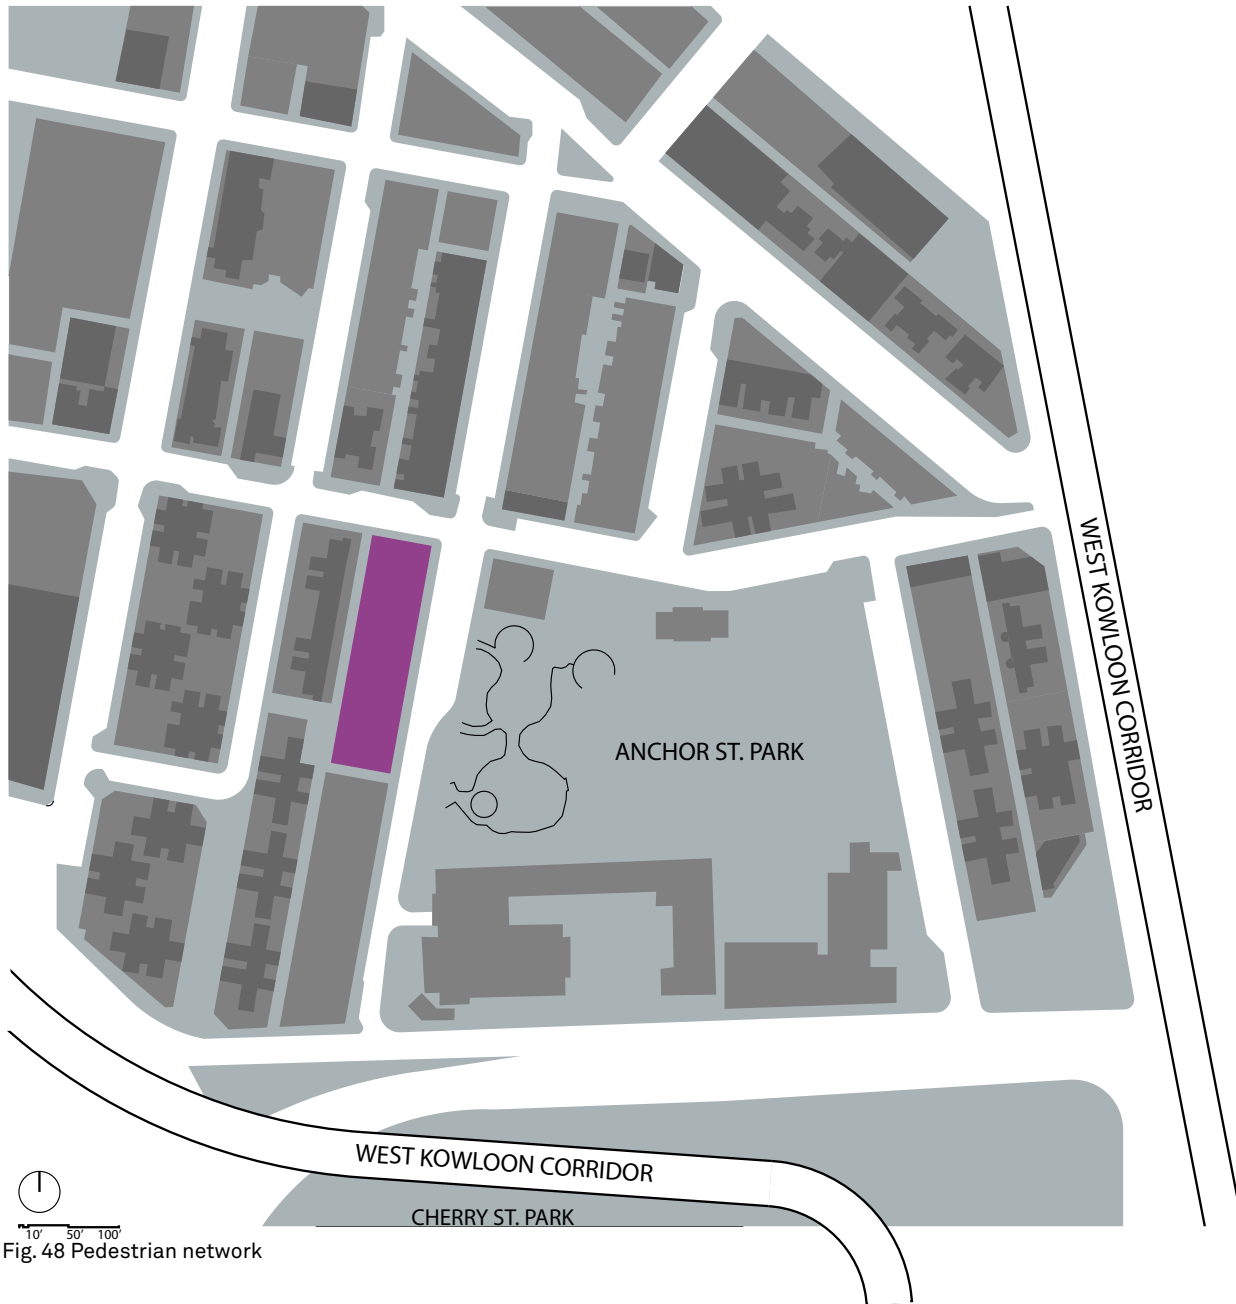 WEST KOWLOON CORRIDOR
ANCHOR ST. PARK
WEST KOWLOON CORRIDOR
CHERRY ST. PARK
10' 50' 100'
Fig. 48 Pedestrian network